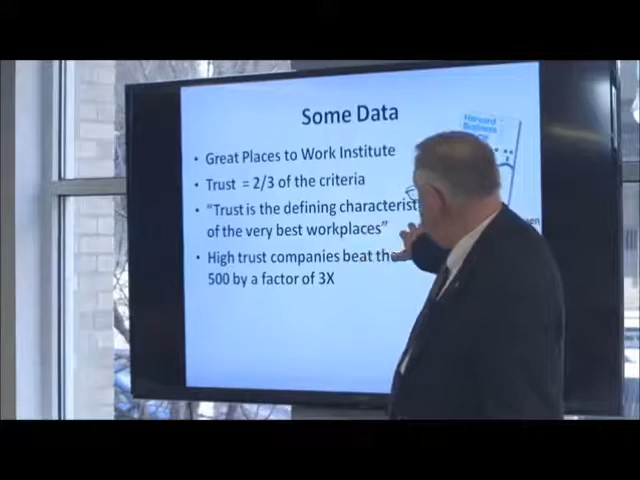 Some Data
Harvard
Business
• Great Places to Work Institute
• Trust = 2/3 of the criteria
• "Trust is the defining characterist
of the very best workplaces"
• High trust companies beat the
500 by a factor of 3X